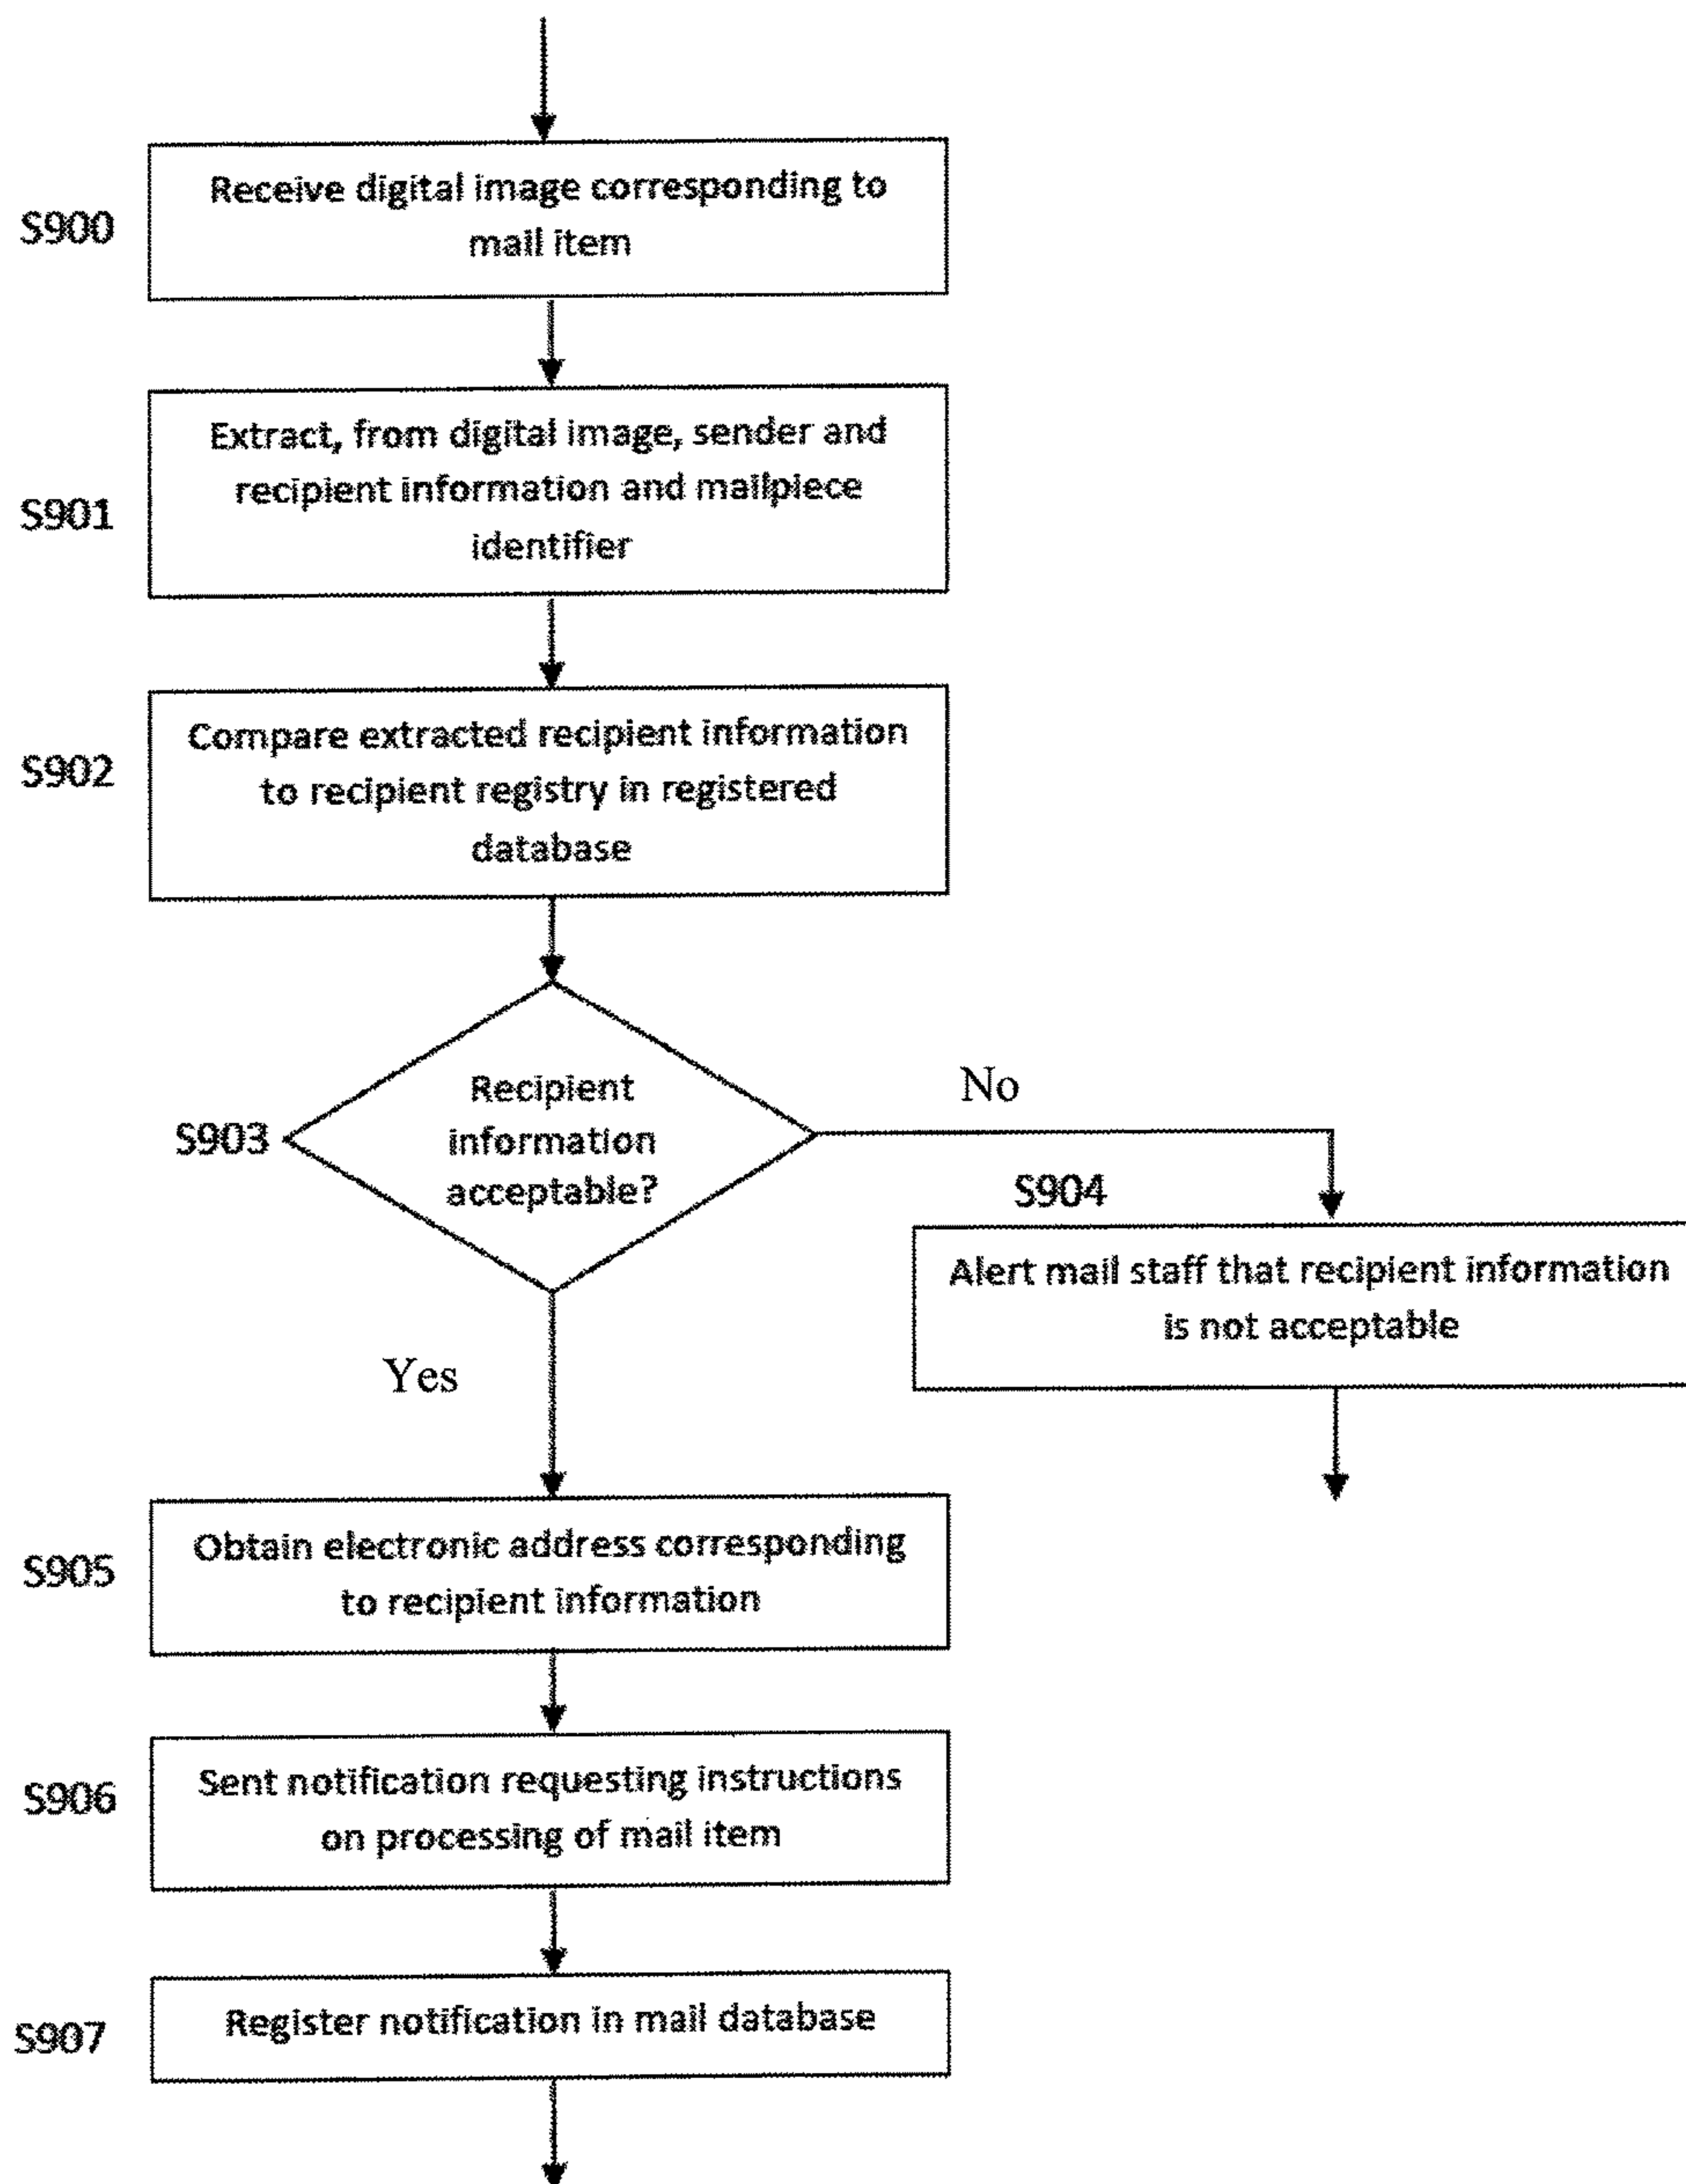 S900
Receive digital image corresponding to
mail item
S901
Extract, from digital image, sender and
recipient information and mailpiece
identifier
S902
Compare extracted recipient information
to recipient registry in registered
database
S903
Recipient
information
acceptable?
No
S904
Alert mail staff that recipient information
is not acceptable
Yes
S905
Obtain electronic address corresponding
to recipient information
S906
Sent notification requesting instructions
on processing of mail item
S907
Register notification in mail database